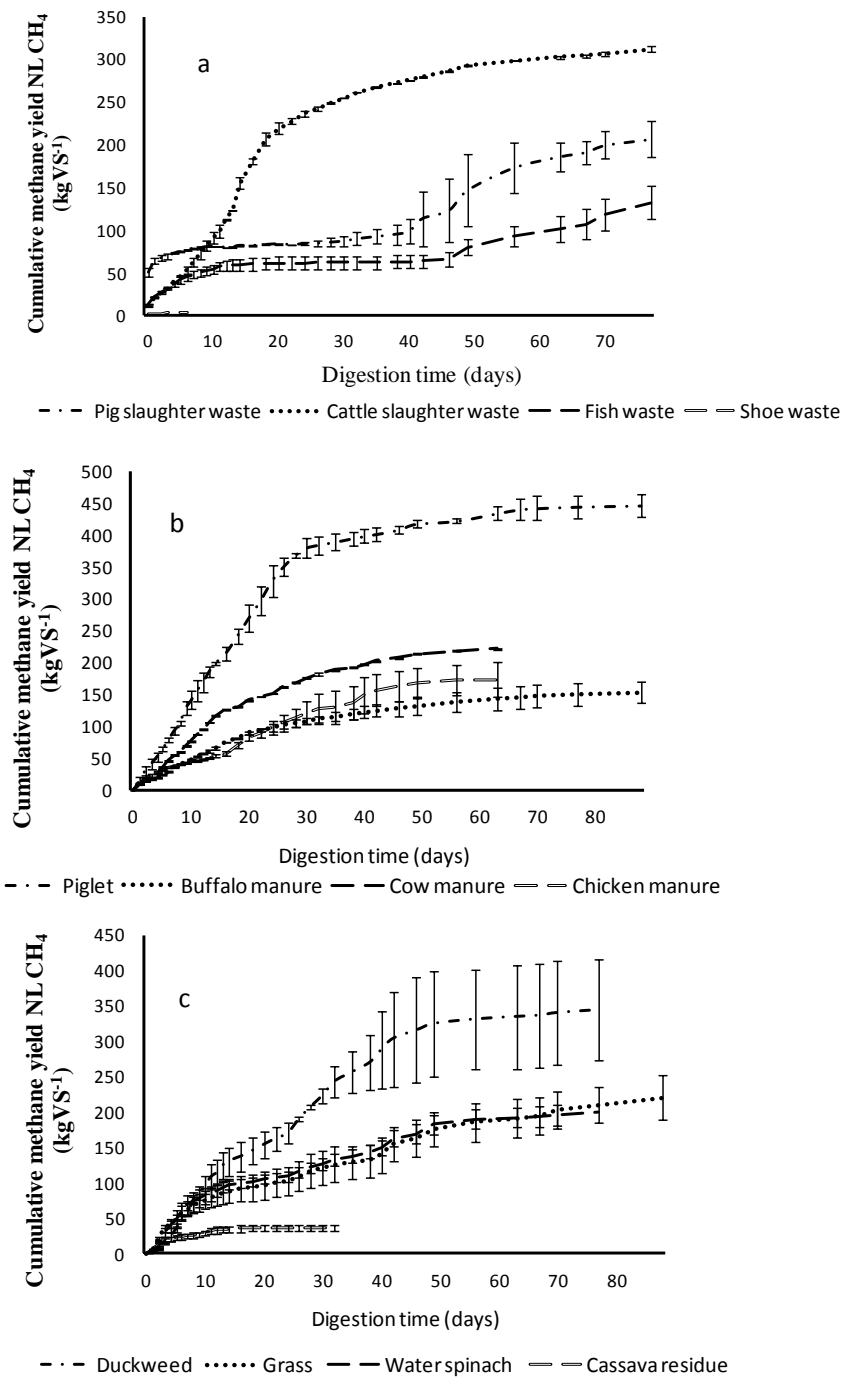 Cumulative methane yield NL CH₄
(kgVS⁻¹)
350
300
250
200
150
100
50
0
a
0 10 20 30 40 50 60 70
Digestion time (days)
Pig slaughter waste Cattle slaughter waste Fish waste Shoe waste
Cumulative methane yield NL CH₄
(kgVS⁻¹)
500
450
400
350
300
250
200
150
100
50
0
b
0 10 20 30 40 50 60 70 80
Digestion time (days)
Piglet Buffalo manure Cow manure Chicken manure
Cumulative methane yield NL CH₄
(kgVS⁻¹)
450
400
350
300
250
200
150
100
50
0
c
0 10 20 30 40 50 60 70 80
Digestion time (days)
Duckweed Grass Water spinach Cassava residue